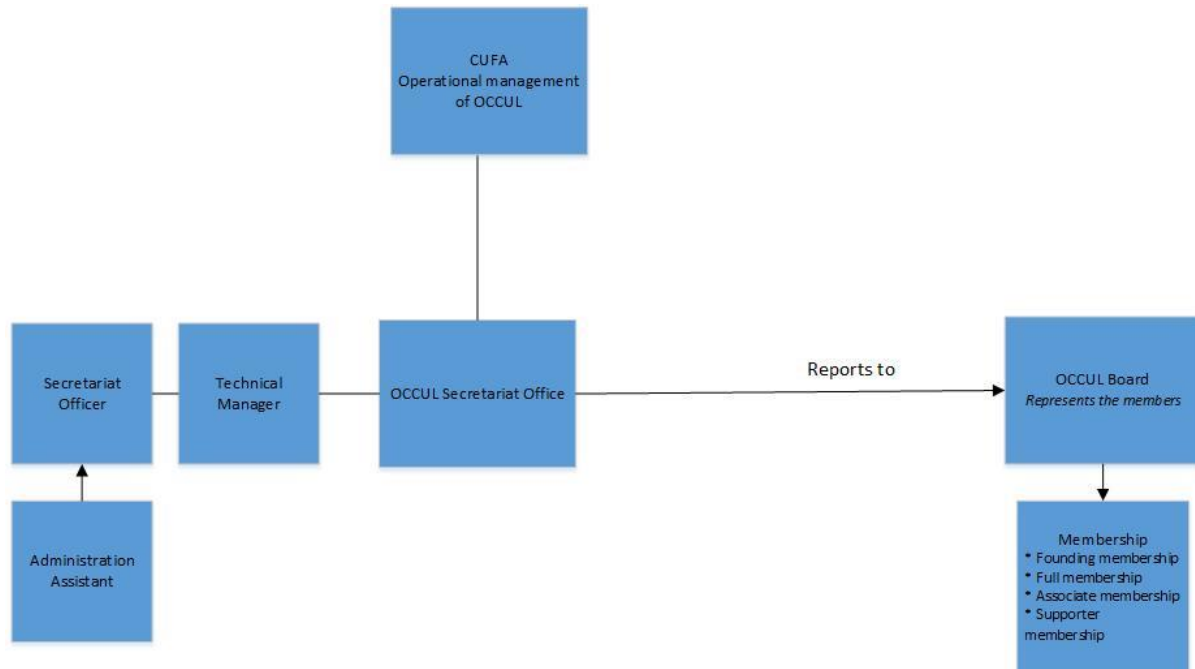 CUFA
Operational management
of OCCUL
Secretariat
Officer
Technical
Manager
OCCUL Secretariat Office
Reports to
OCCUL Board
Represents the members
Administration
Assistant
Membership
* Founding membership
* Full membership
* Associate membership
* Supporter
membership